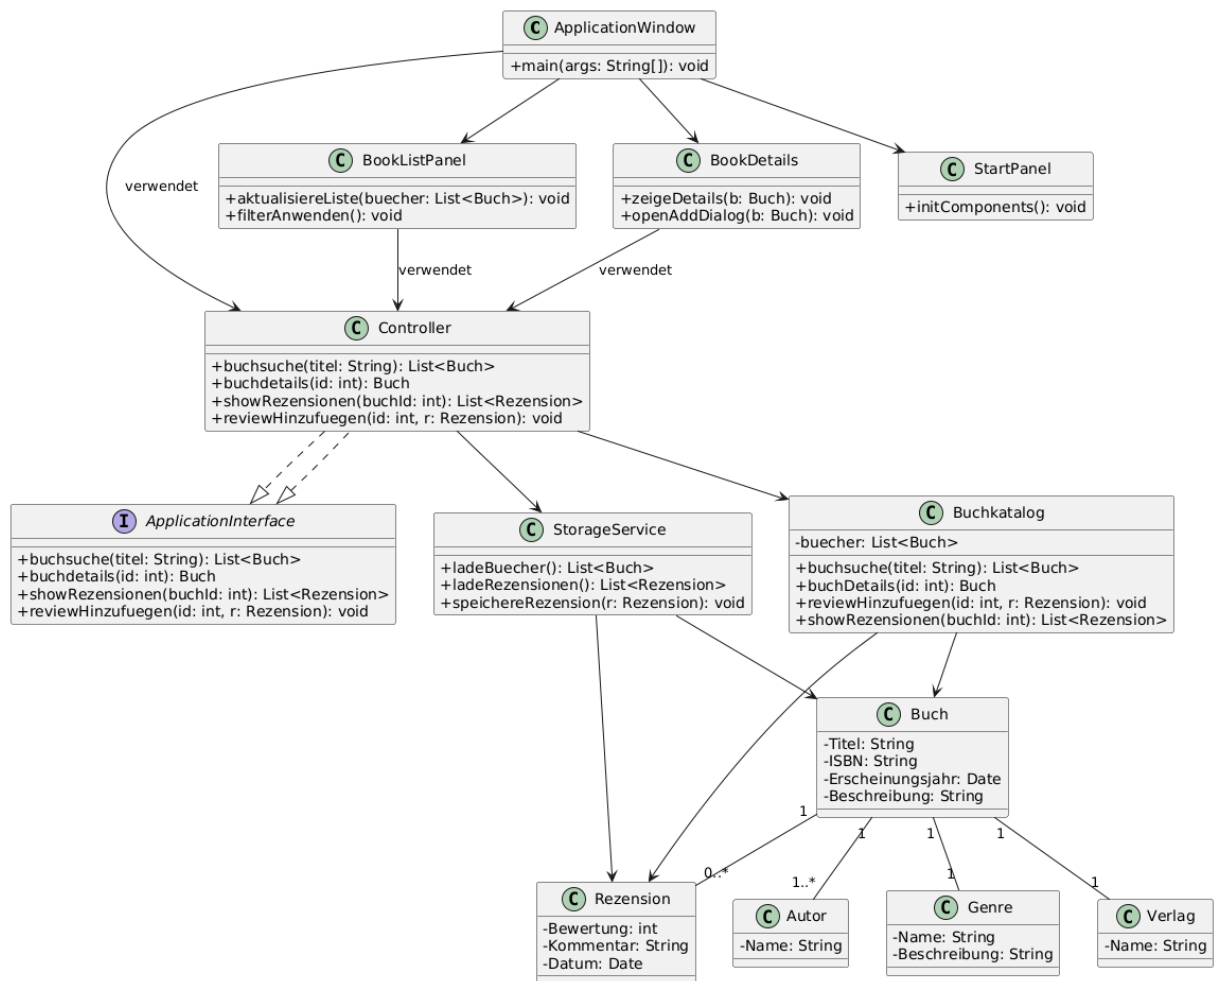 C ApplicationWindow
+main(args: String[]): void
C BookListPanel
+aktualisiereListe(buecher: List<Buch>): void
+filterAnwenden(): void
C BookDetails
+zeigeDetails(b: Buch): void
+openAddDialog(b: Buch): void
C StartPanel
+initComponents(): void
verwendet
verwendet
verwendet
C Controller
+buchsuche(titel: String): List<Buch>
+buchdetails(id: int): Buch
+showRezensionen(buchId: int): List<Rezension>
+reviewHinzufuegen(id: int, r: Rezension): void
I ApplicationInterface
+buchsuche(titel: String): List<Buch>
+buchdetails(id: int): Buch
+showRezensionen(buchId: int): List<Rezension>
+reviewHinzufuegen(id: int, r: Rezension): void
C StorageService
+ladeBuecher(): List<Buch>
+ladeRezensionen(): List<Rezension>
+speichereRezension(r: Rezension): void
C Buchkatalog
-buecher: List<Buch>
+buchsuche(titel: String): List<Buch>
+buchDetails(id: int): Buch
+reviewHinzufuegen(id: int, r: Rezension): void
+showRezensionen(buchId: int): List<Rezension>
C Buch
-Titel: String
-ISBN: String
-Erscheinungsjahr: Date
-Beschreibung: String
1
1
1
1
0..*
1..*
1
1
C Rezension
-Bewertung: int
-Kommentar: String
-Datum: Date
C Autor
-Name: String
C Genre
-Name: String
-Beschreibung: String
C Verlag
-Name: String